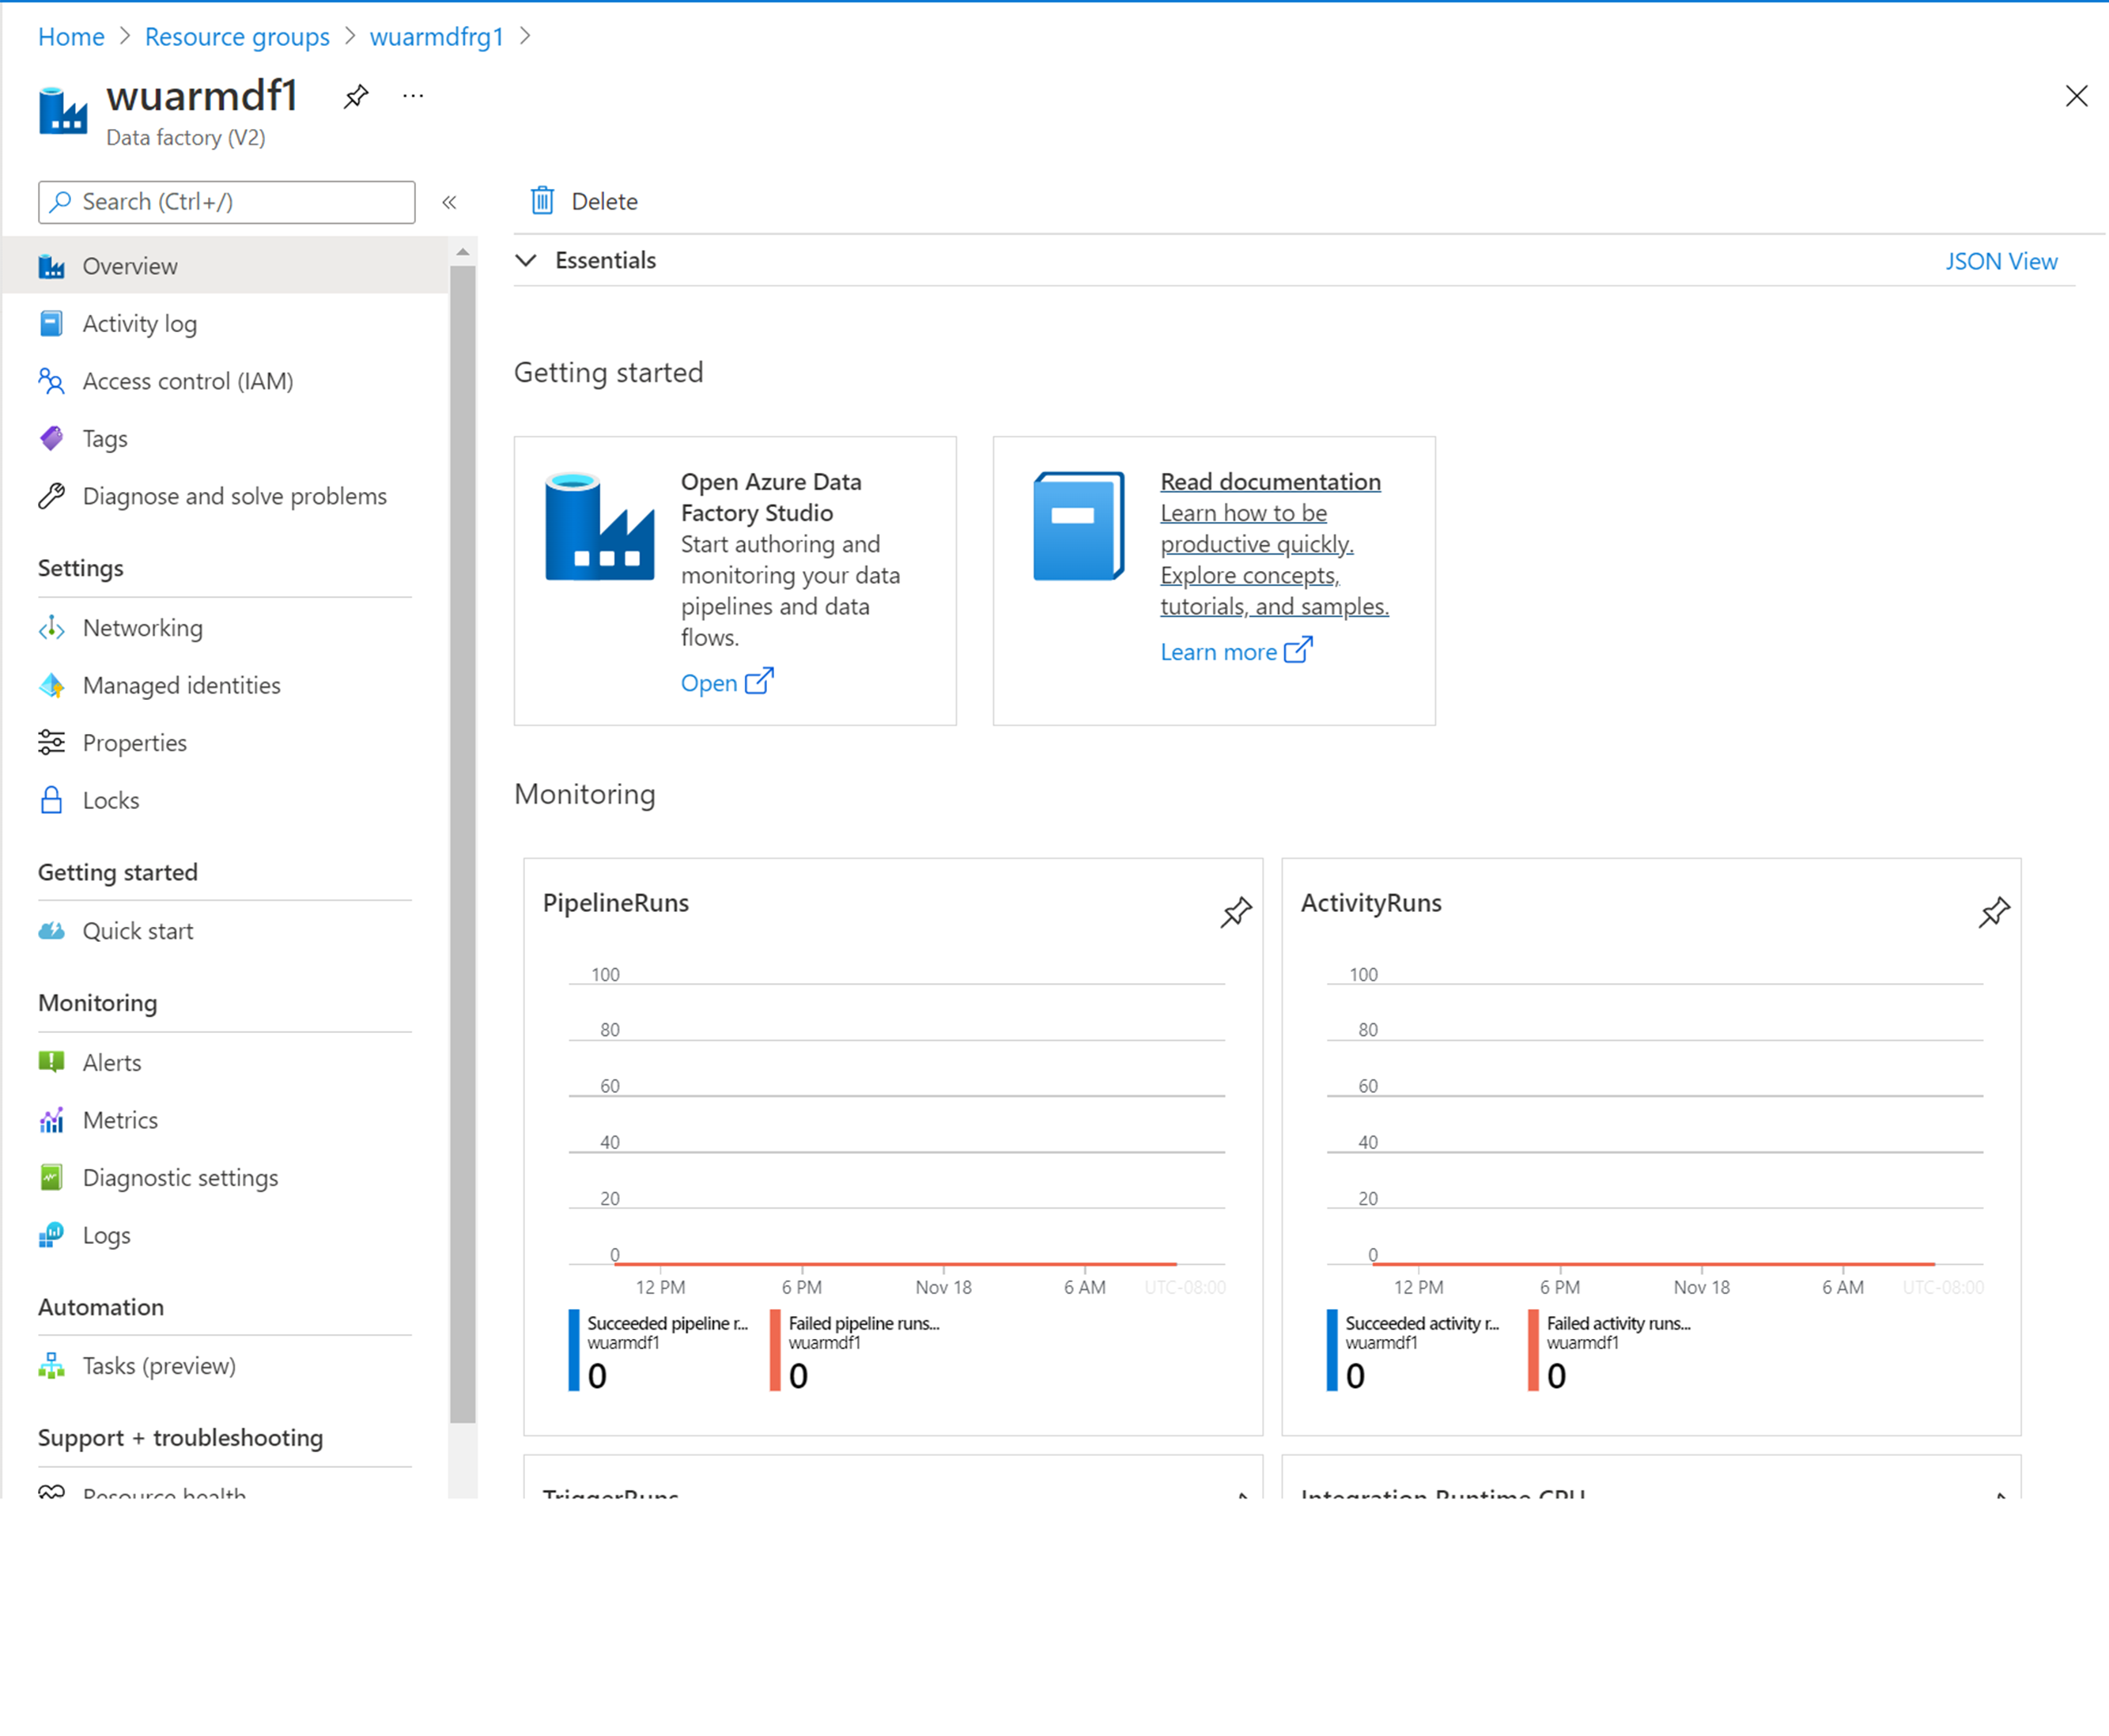 Home > Resource groups > wuarmdfrg1 >
wuarmdf1
...
Data factory (V2)
Search (Ctrl+/)
«
Overview
Activity log
Access control (IAM)
Tags
Diagnose and solve problems
Settings
Networking
Managed identities
Properties
Locks
Getting started
Quick start
Monitoring
Alerts
Metrics
Diagnostic settings
Logs
Automation
Tasks (preview)
Support + troubleshooting
Resource health
Delete
Essentials
JSON View
Getting started
Open Azure Data
Factory Studio
Start authoring and
monitoring your data
pipelines and data
flows.
Open
Read documentation
Learn how to be
productive quickly.
Explore concepts,
tutorials, and samples.
Learn more
Monitoring
PipelineRuns
100
80
60
40
20
0
12 PM 6 PM Nov 18 6 AM UTC-08:00
Succeeded pipeline r...
wuarmdf1
0
Failed pipeline runs...
wuarmdf1
0
ActivityRuns
100
80
60
40
20
0
12 PM 6 PM Nov 18 6 AM UTC-08:00
Succeeded activity r...
wuarmdf1
0
Failed activity runs...
wuarmdf1
0
TriggerRuns
Integration Runtime CPU